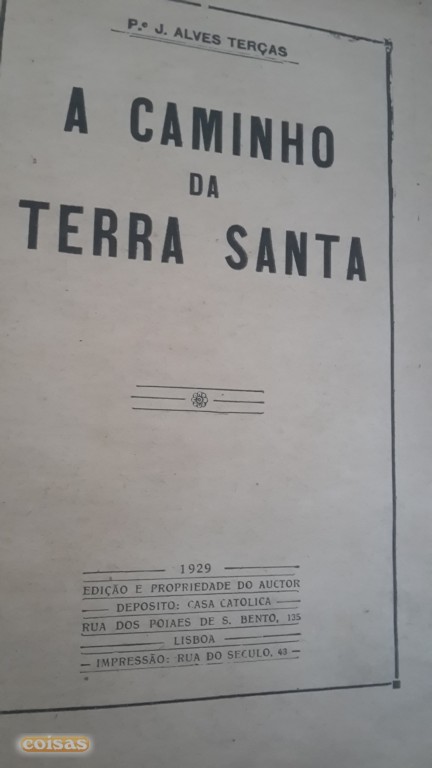 P.e J. ALVES TERÇAS
A CAMINHO
DA
TERRA SANTA
1929
EDIÇÃO E PROPRIEDADE DO AUCTOR
DEPOSITO: CASA CATOLICA
RUA DOS POIAES DE S. BENTO, 135
LISBOA
IMPRESSÃO: RUA DO SECULO, 43
coisas